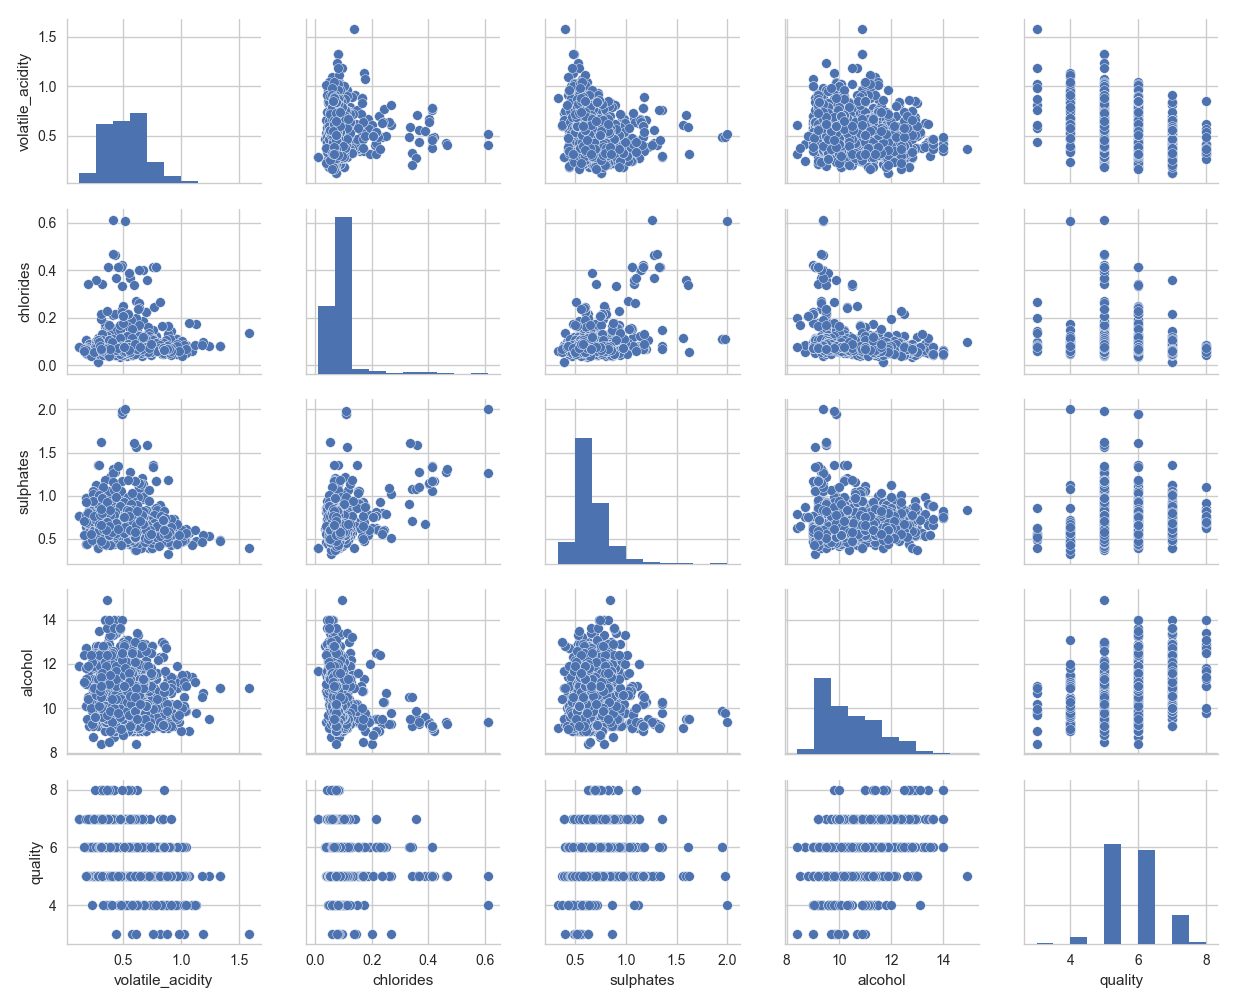 volatile_acidity
1.5
1.0
0.5
chlorides
0.6
0.4
0.2
0.0
sulphates
2.0
1.5
1.0
0.5
alcohol
14
12
10
8
quality
8
6
4
0.5 1.0 1.5
volatile_acidity
0.0 0.2 0.4 0.6
chlorides
0.5 1.0 1.5 2.0
sulphates
8 10 12 14
alcohol
4 6 8
quality